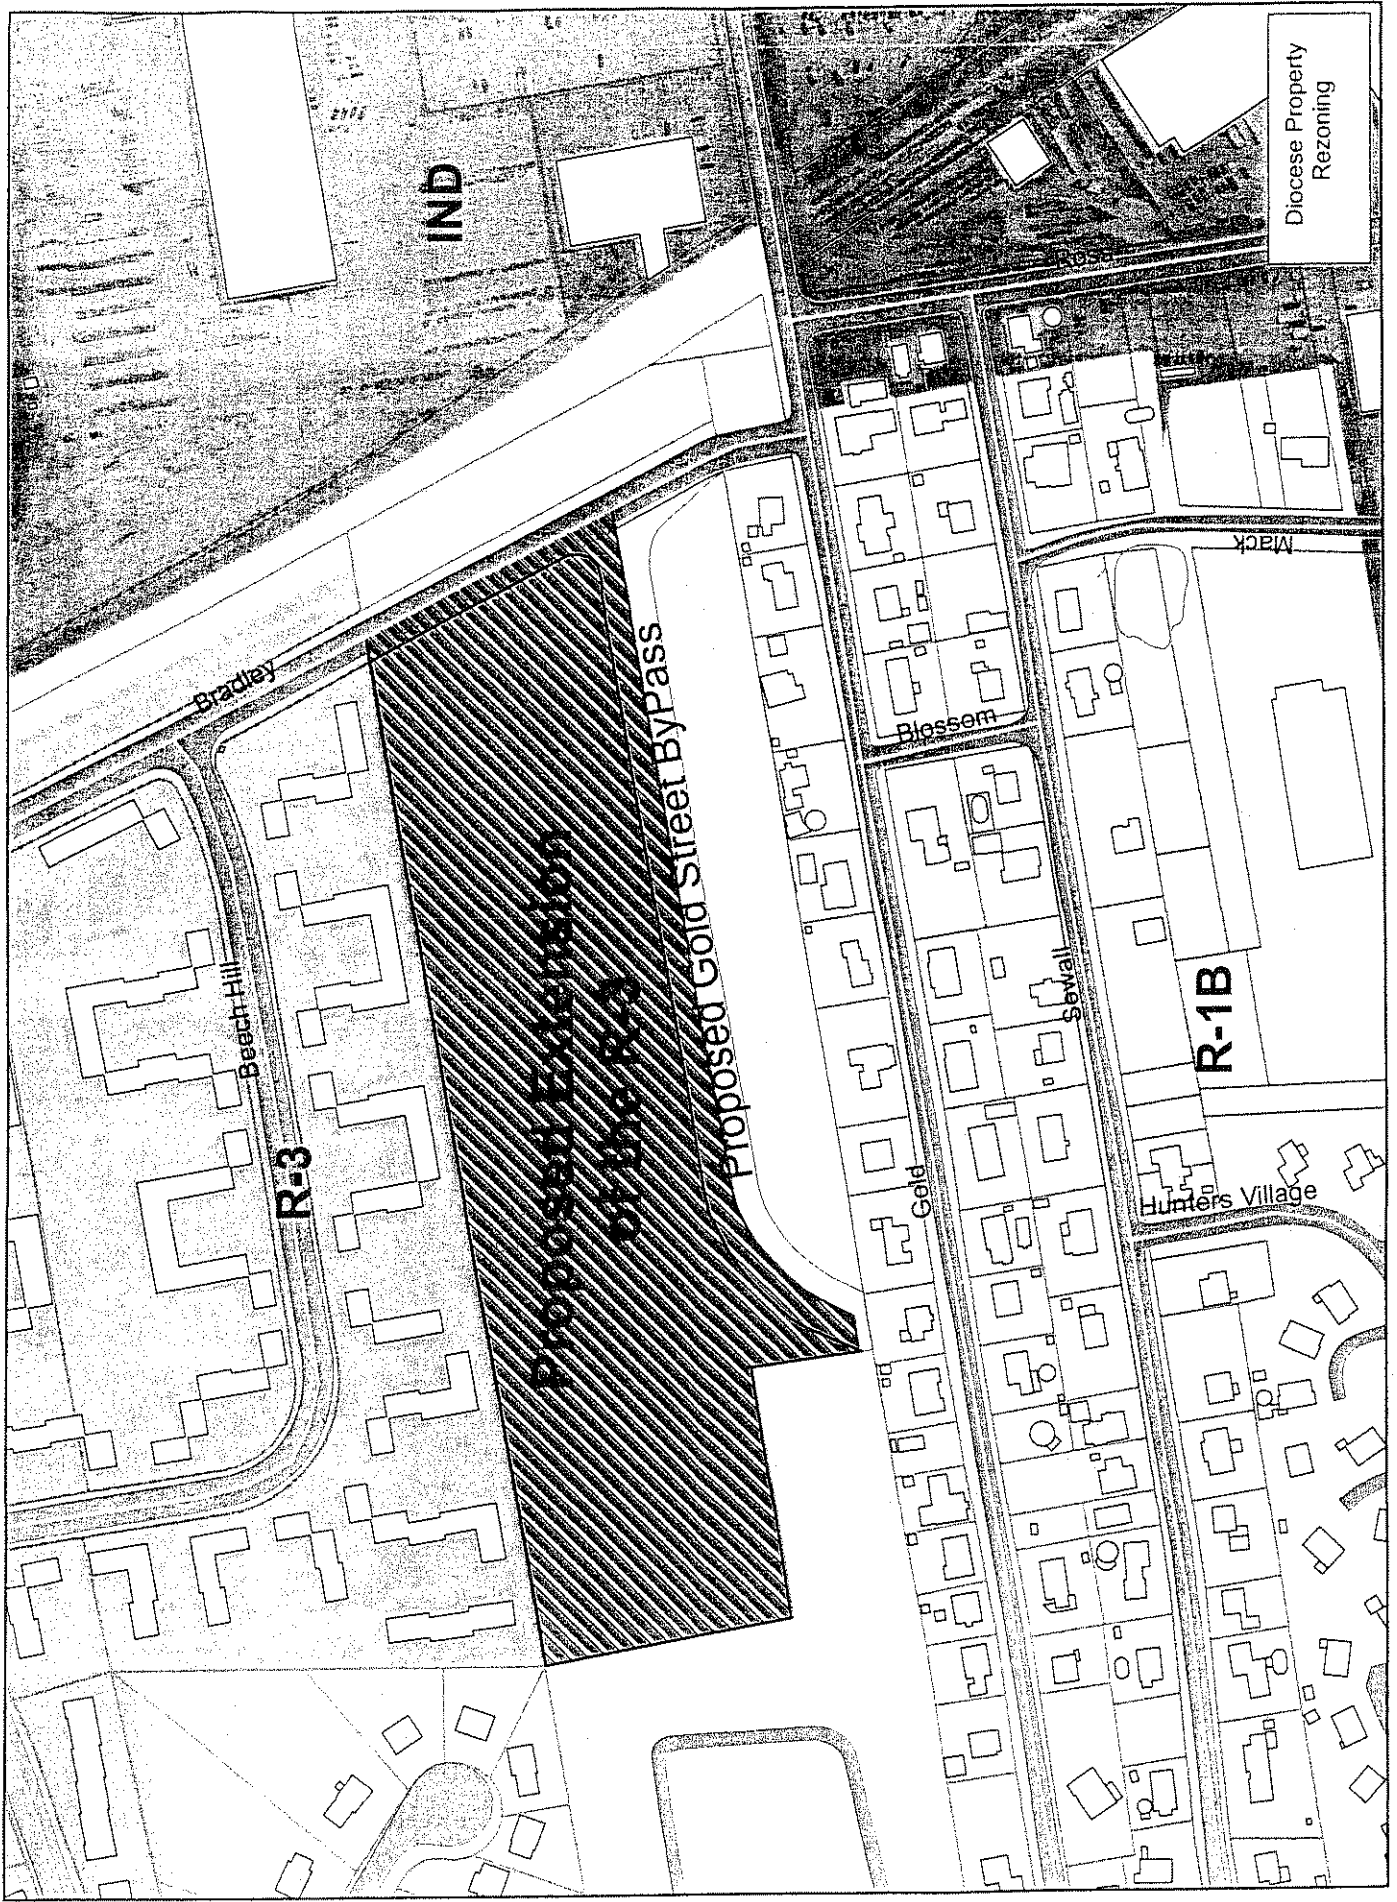 Diocese Property
Rezoning
IND
Rosa
Bradley
Mack
Proposed Gold Street ByPass
Blossom
Beech Hill
Proposed Extension
of the R-3
Sewall
R-1B
R-3
Gold
Hunters Village